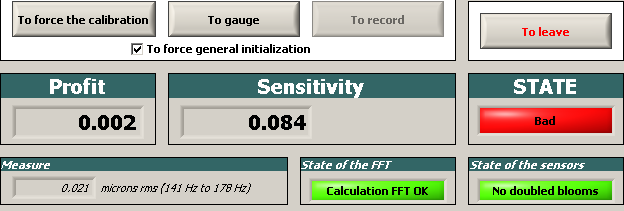 To force the calibration
To gauge
To record
To leave
To force general initialization
Profit
Sensitivity
STATE
0.002
0.084
Bad
Measure
State of the FFT
State of the sensors
0.021 microns rms (141 Hz to 178 Hz)
Calculation FFT OK
No doubled blooms